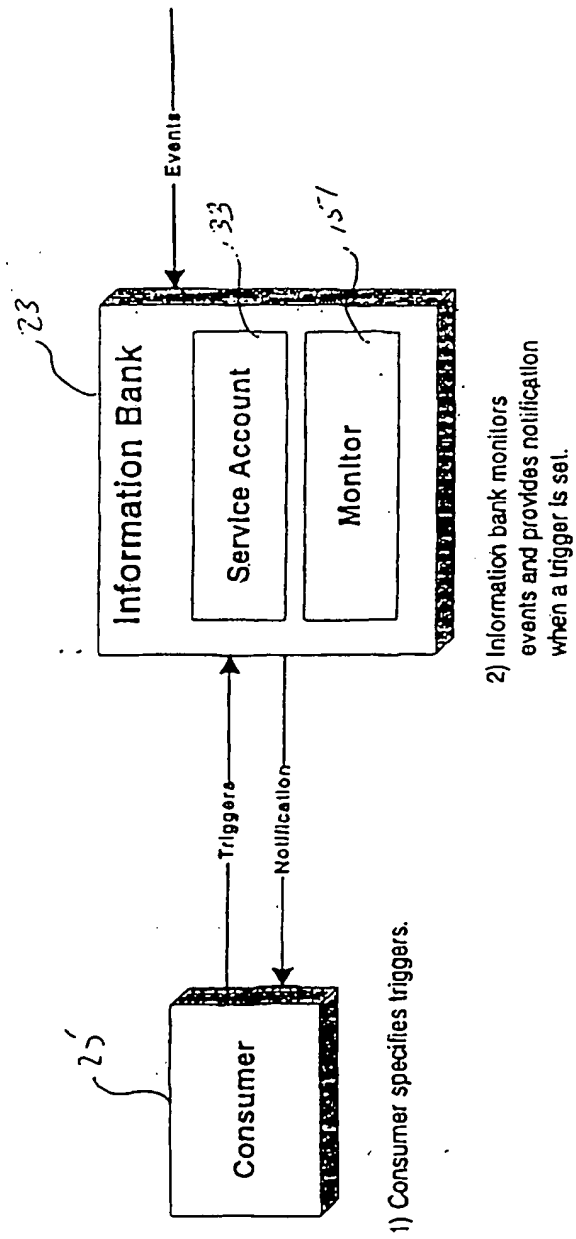 23
Information Bank
Service Account
33
Monitor
157
Events
Triggers
Notification
25
Consumer
1) Consumer specifies triggers.
2) Information bank monitors
events and provides notification
when a trigger is set.